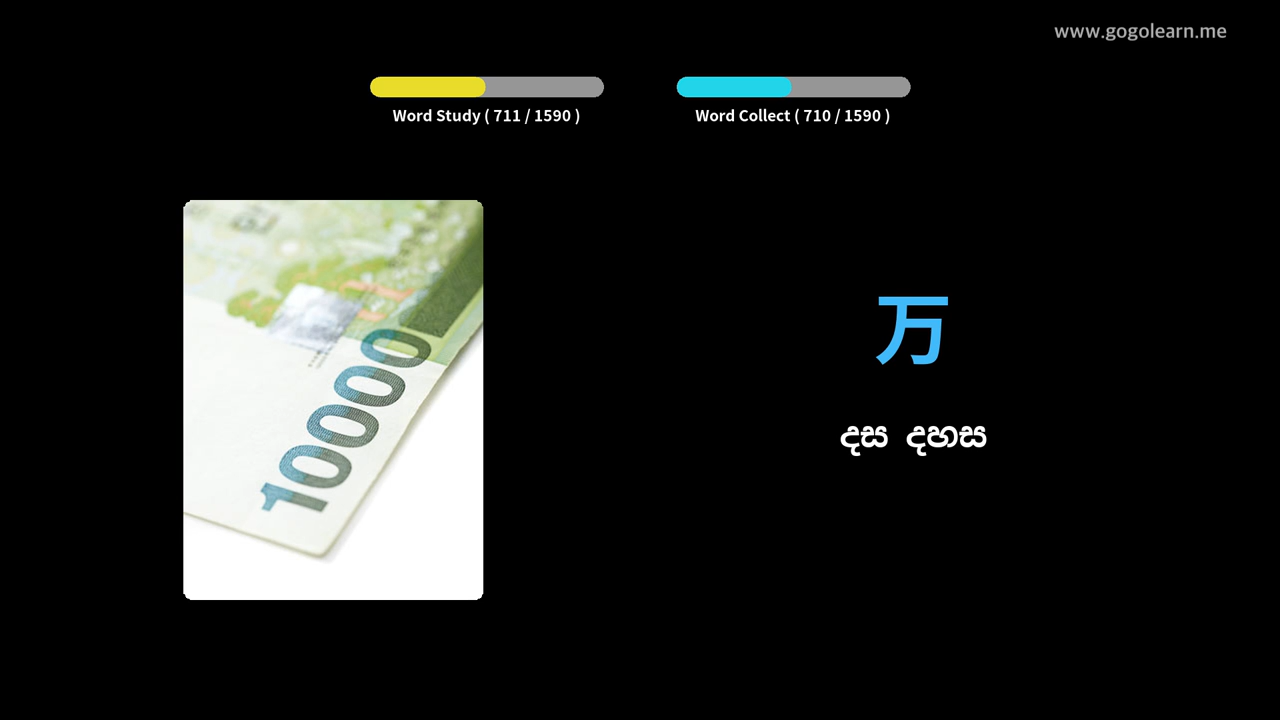 www.gogolearn.me
Word Study ( 711 / 1590 )
Word Collect ( 710 / 1590 )
10000
万
දස දහස